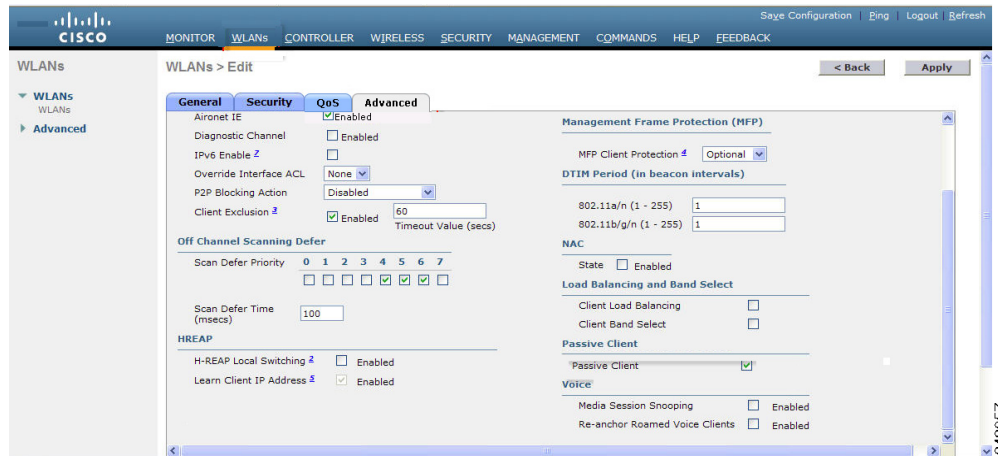 Save Configuration | Ping | Logout | Refresh
CISCO
MONITOR WLANs CONTROLLER WIRELESS SECURITY MANAGEMENT COMMANDS HELP FEEDBACK
WLANs
WLANs > Edit
< Back
Apply
WLANs
WLANs
Advanced
General Security QoS Advanced
Aironet IE Enabled
Diagnostic Channel Enabled
IPv6 Enable 7
Override Interface ACL None
P2P Blocking Action Disabled
Client Exclusion 3 Enabled 60
Timeout Value (secs)
Off Channel Scanning Defer
Scan Defer Priority 0 1 2 3 4 5 6 7
Scan Defer Time
(msecs)
100
HREAP
H-REAP Local Switching 2 Enabled
Learn Client IP Address 5 Enabled
Management Frame Protection (MFP)
MFP Client Protection 4 Optional
DTIM Period (in beacon intervals)
802.11a/n (1 - 255) 1
802.11b/g/n (1 - 255) 1
NAC
State Enabled
Load Balancing and Band Select
Client Load Balancing
Client Band Select
Passive Client
Passive Client
Voice
Media Session Snooping Enabled
Re-anchor Roamed Voice Clients Enabled